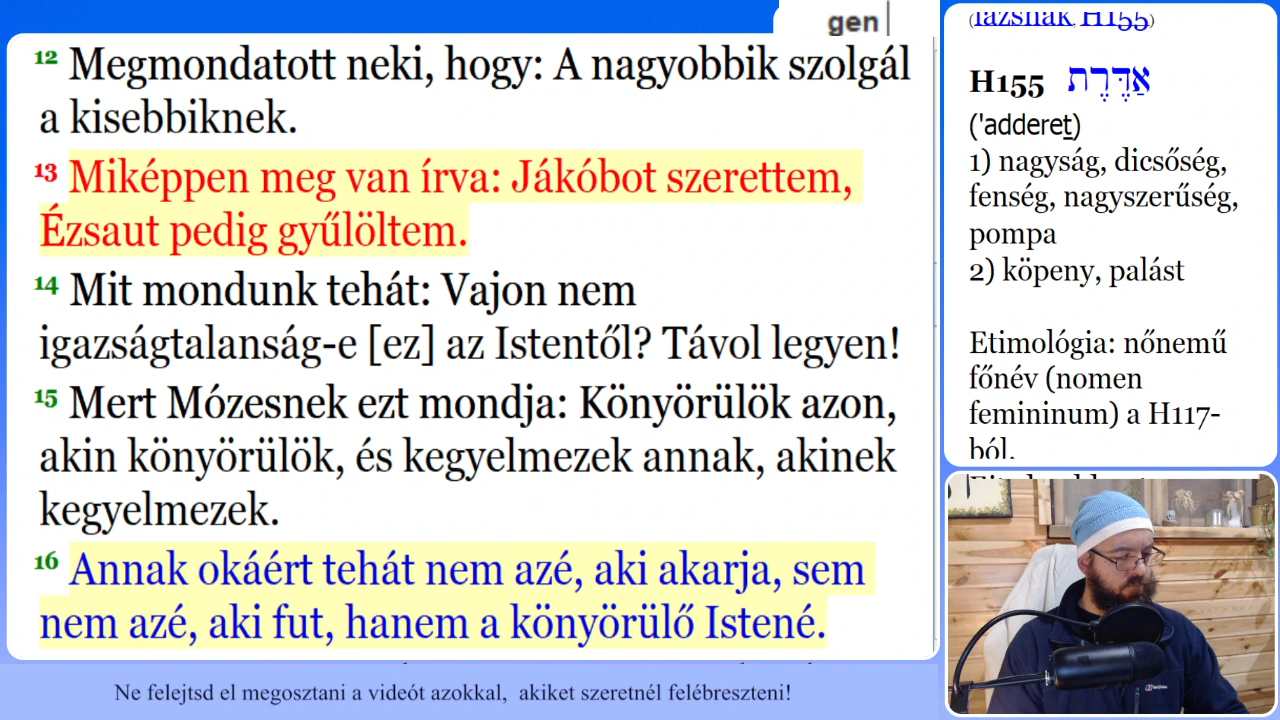 gen
12 Megmondatott neki, hogy: A nagyobbik szolgál
a kisebbiknek.
13 Miképpen meg van írva: Jákóbot szerettem,
Ézsaut pedig gyűlöltem.
14 Mit mondunk tehát: Vajon nem
igazságtalanság-e [ez] az Istentől? Távol legyen!
15 Mert Mózesnek ezt mondja: Könyörülök azon,
akin könyörülök, és kegyelmezek annak, akinek
kegyelmezek.
16 Annak okáért tehát nem azé, aki akarja, sem
nem azé, aki fut, hanem a könyörülő Istené.
Ne felejtsd el megosztani a videót azokkal, akiket szeretnél felébreszteni!
H155)
H155 אַדֶּרֶת
('adderet)
1) nagyság, dicsőség,
fenség, nagyszerűség,
pompa
2) köpeny, palást
Etimológia: nőnemű
főnév (nomen
femininum) a H117-
ből.